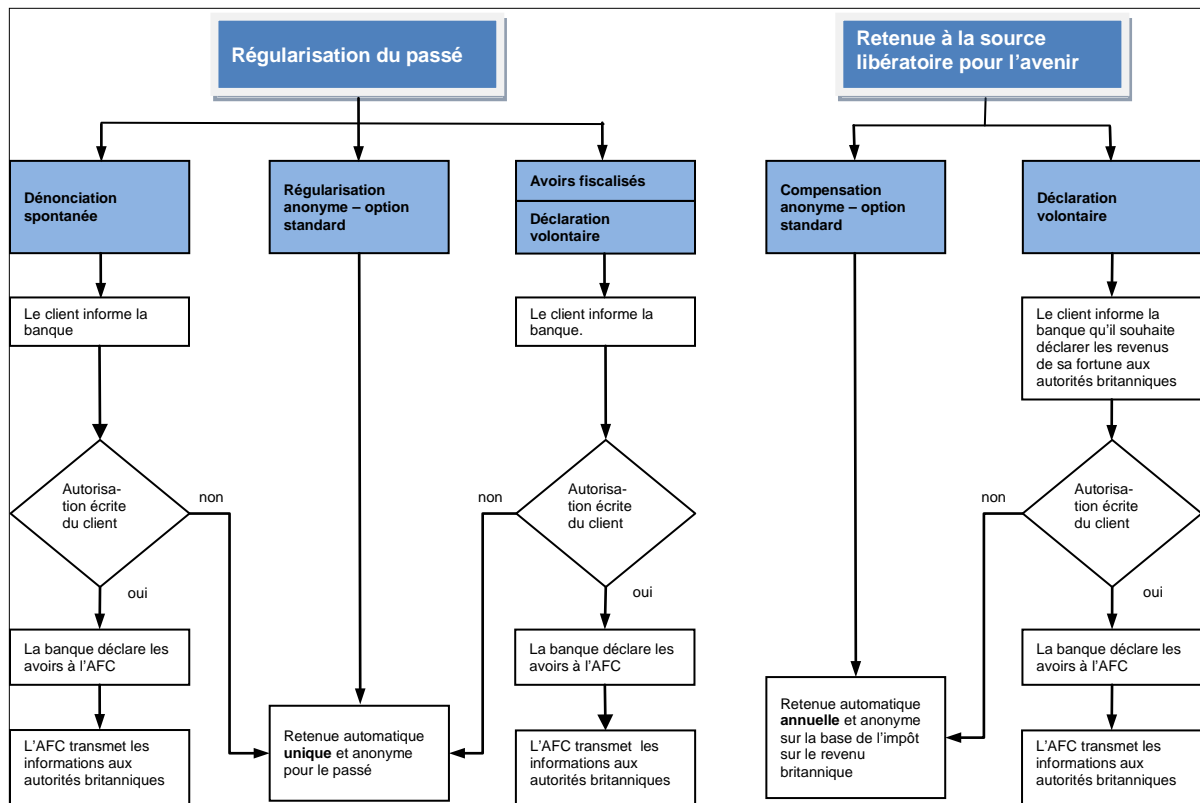 Régularisation du passé
Retenue à la source
libératoire pour l'avenir
Dénonciation
spontanée
Régularisation
anonyme – option
standard
Avoirs fiscalisés
Déclaration
volontaire
Compensation
anonyme – option
standard
Déclaration
volontaire
Le client informe la
banque
Le client informe la
banque.
Le client informe la
banque qu'il souhaite
déclarer les revenus
de sa fortune aux
autorités britanniques
Autorisa-
tion écrite
du client
non
oui
Autorisa-
tion écrite
du client
non
oui
Autorisa-
tion écrite
du client
non
oui
La banque déclare les
avoirs à l'AFC
La banque déclare les
avoirs à l'AFC
La banque déclare les
avoirs à l'AFC
L'AFC transmet les
informations aux
autorités britanniques
Retenue automatique
unique et anonyme
pour le passé
L'AFC transmet les
informations aux
autorités britanniques
Retenue automatique
annuelle et anonyme
sur la base de l'impôt
sur le revenu
britannique
L'AFC transmet les
informations aux
autorités britanniques